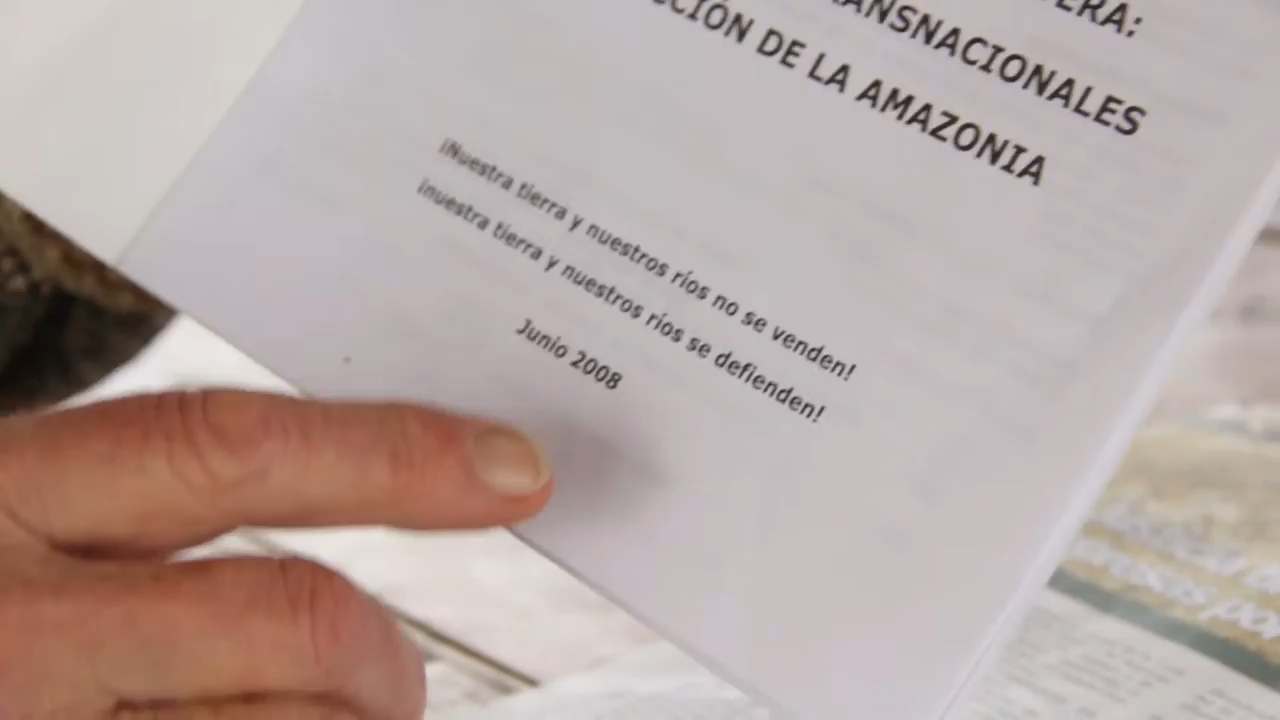 ERA:
TRANSNACIONALES
CCIÓN DE LA AMAZONIA
¡Nuestra tierra y nuestros ríos no se venden!
¡nuestra tierra y nuestros ríos se defienden!
Junio 2008